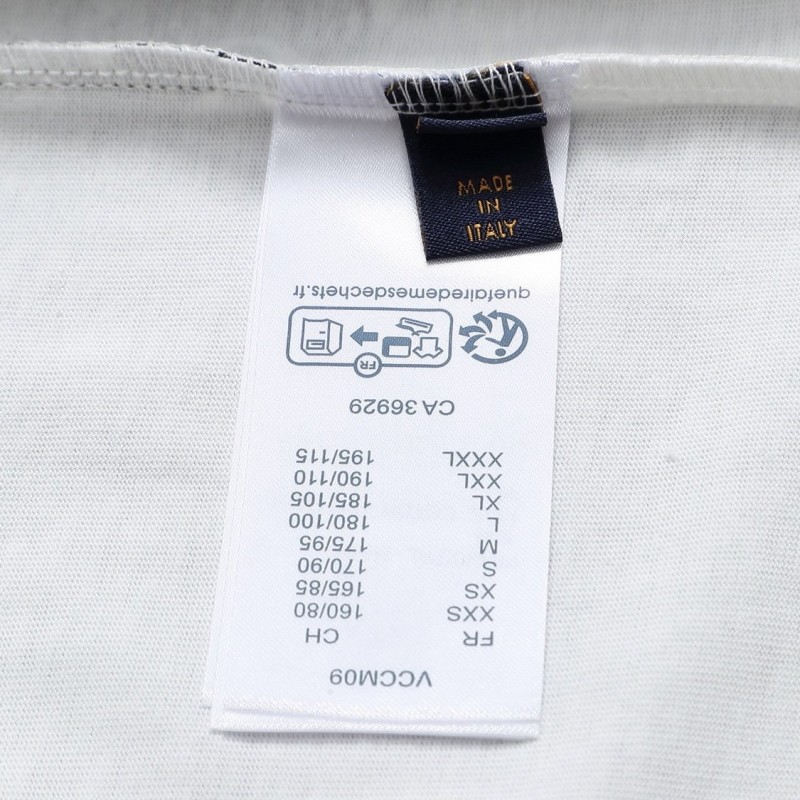 MADE
IN
ITALY
VCCM09
FR CH
XXS 160/80
XS 165/85
S 170/90
M 175/95
L 180/100
XL 185/105
XXL 190/110
XXXL 195/115
CA 36929
FR
quefairedemesdechets.fr